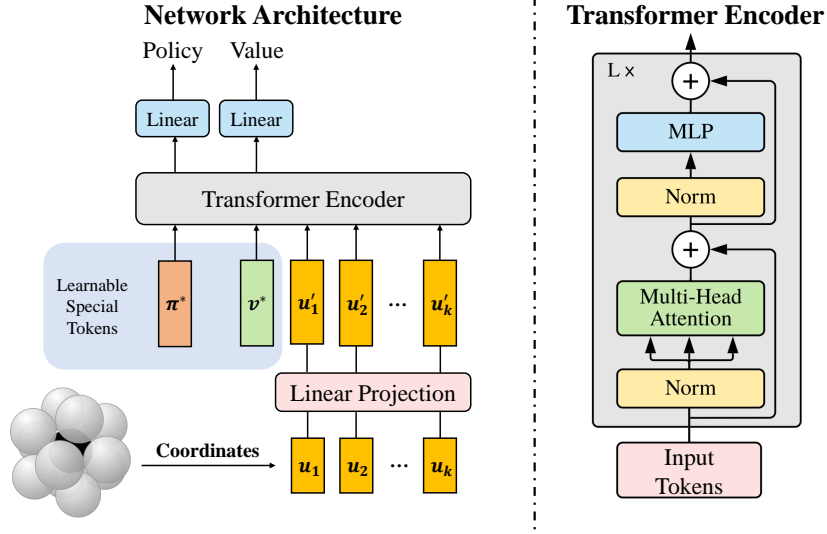 Network Architecture
Policy Value
Linear Linear
Transformer Encoder
Learnable
Special
Tokens
π* v* u′1 u′2 ... u′k
Linear Projection
Coordinates
u1 u2 ... uk
Transformer Encoder
L ×
+
MLP
Norm
+
Multi-Head
Attention
Norm
Input
Tokens